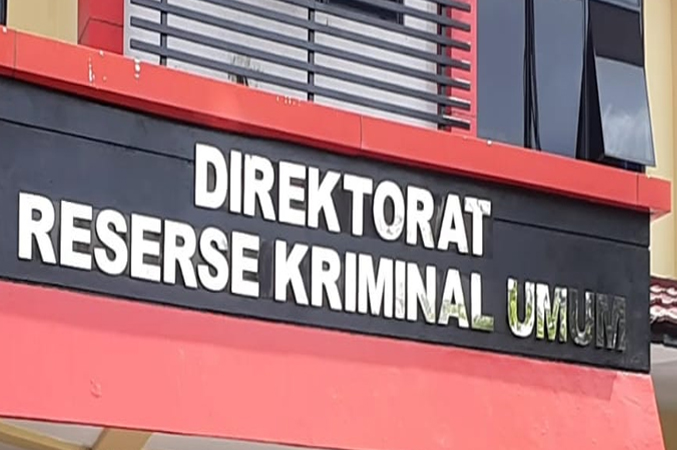 DIREKTORAT
RESERSE KRIMINAL UMUM